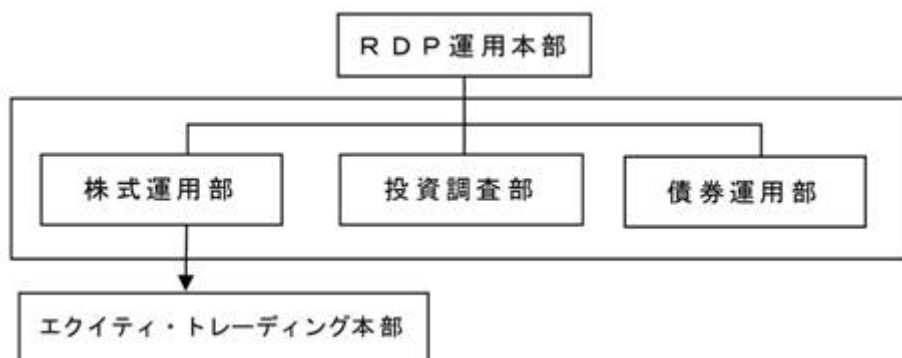 ＲＤＰ運用本部
株式運用部
投資調査部
債券運用部
エクイティ・トレーディング本部